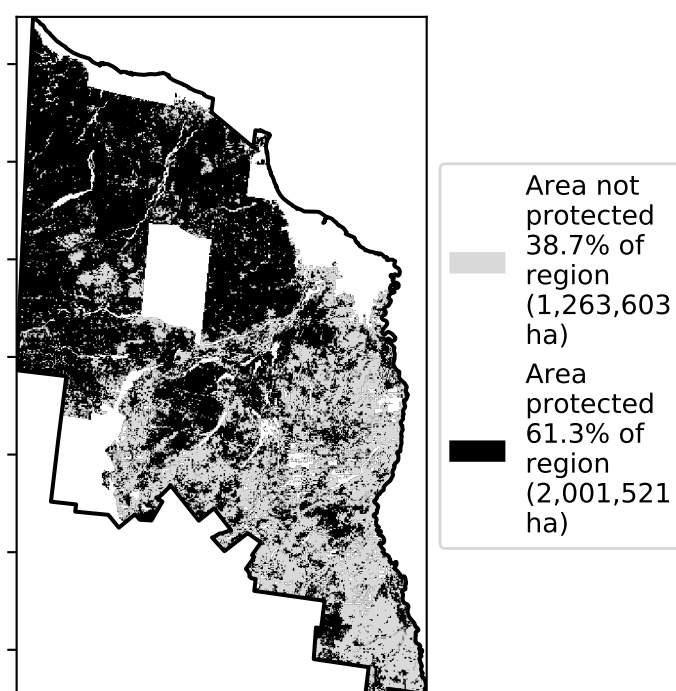 Area not
protected
38.7% of
region
(1,263,603
ha)
Area
protected
61.3% of
region
(2,001,521
ha)